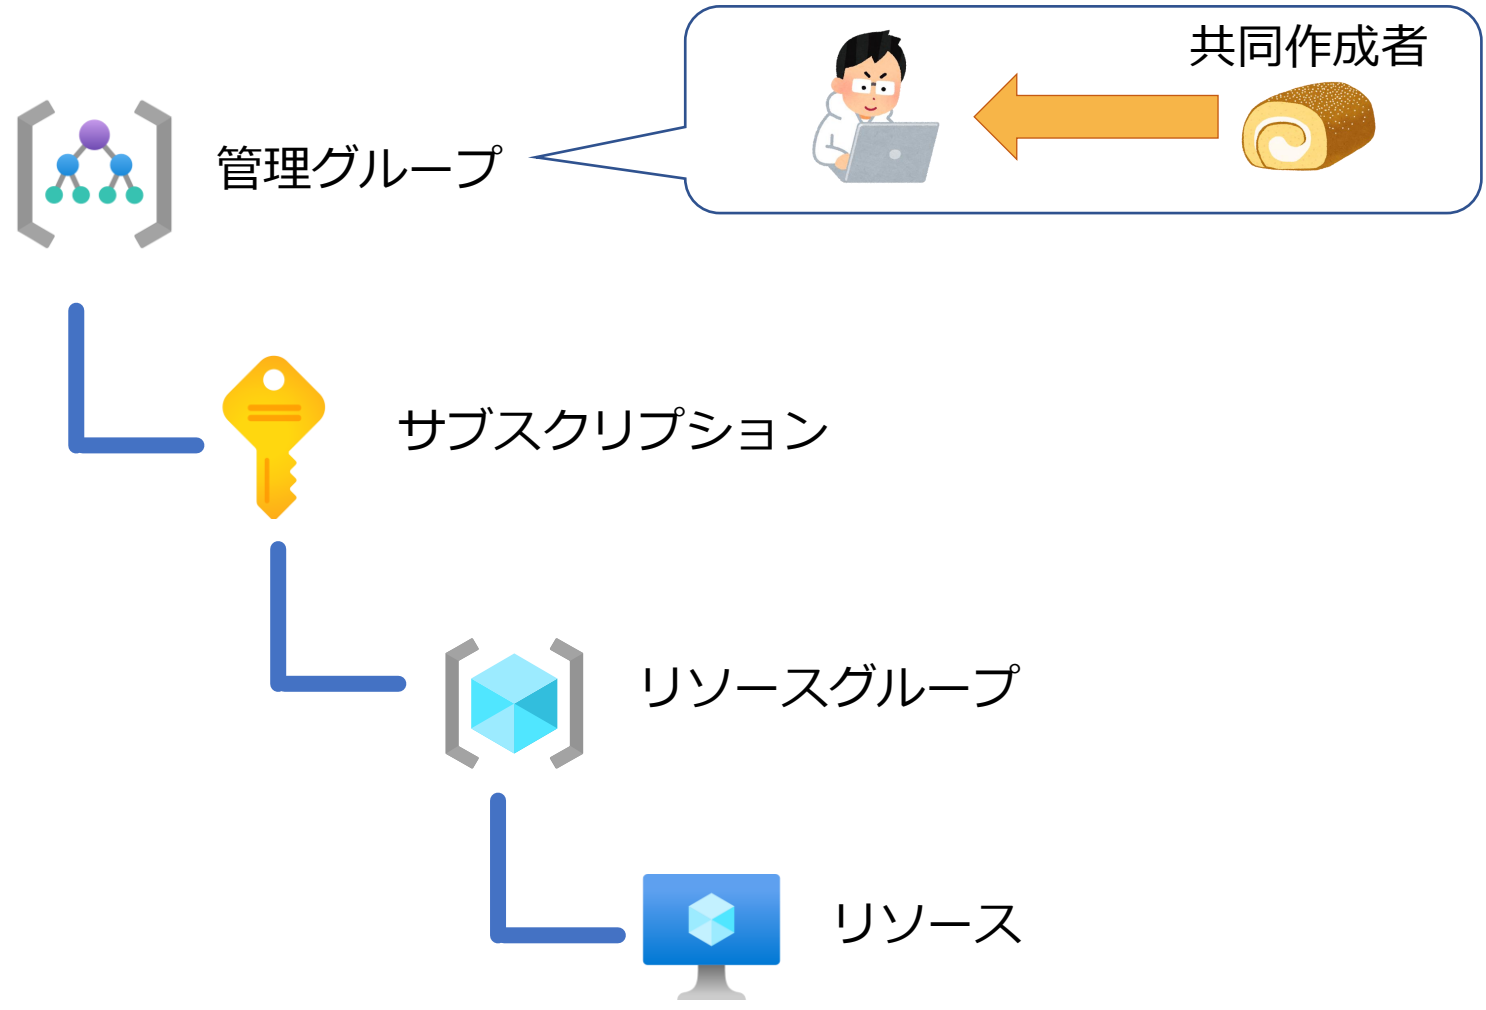 共同作成者
管理グループ
サブスクリプション
リソースグループ
リソース